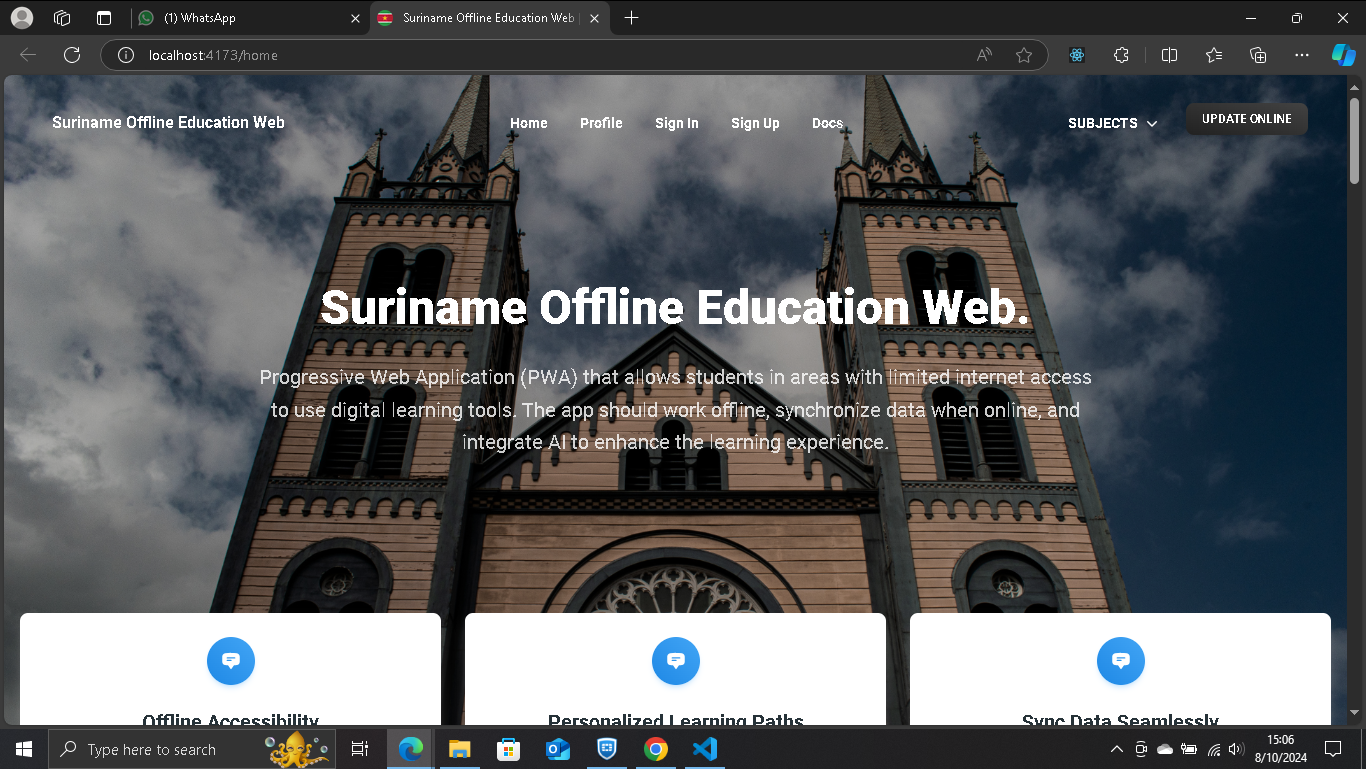 (1) WhatsApp
Suriname Offline Education Web |
localhost:4173/home
Suriname Offline Education Web
Home
Profile
Sign In
Sign Up
Docs
SUBJECTS
UPDATE ONLINE
Suriname Offline Education Web.
Progressive Web Application (PWA) that allows students in areas with limited internet access
to use digital learning tools. The app should work offline, synchronize data when online, and
integrate AI to enhance the learning experience.
Offline Accessibility
Personalized Learning Paths
Sync Data Seamlessly
Type here to search
15:06
8/10/2024